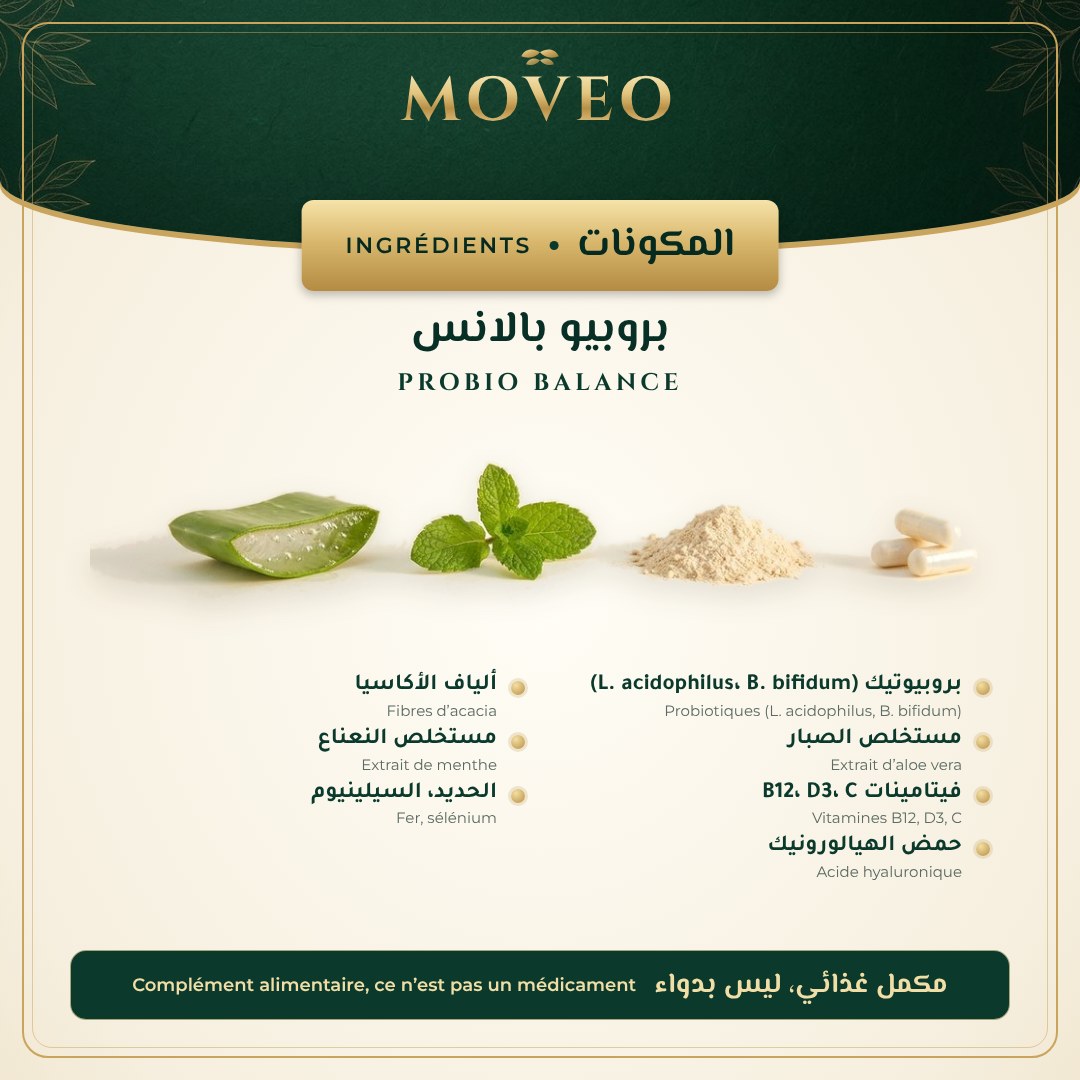 MOVEO
المكونات • INGRÉDIENTS
بروبيو بالانس
PROBIO BALANCE
بروبيوتيك (L. acidophilus، B. bifidum)
Probiotiques (L. acidophilus, B. bifidum)
مستخلص الصبار
Extrait d’aloe vera
فيتامينات B12، D3، C
Vitamines B12, D3, C
حمض الهيالورونيك
Acide hyaluronique
ألياف الأكاسيا
Fibres d’acacia
مستخلص النعناع
Extrait de menthe
الحديد، السيلينيوم
Fer, sélénium
مكمل غذائي، ليس بدواء Complément alimentaire, ce n’est pas un médicament